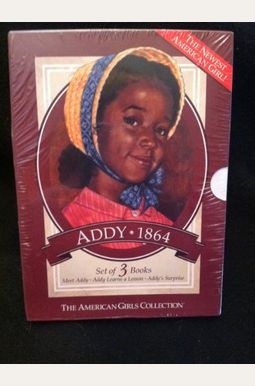 THE NEWEST
AMERICAN GIRL!
ADDY • 1864
Set of 3 Books
Meet Addy • Addy Learns a Lesson • Addy's Surprise
THE AMERICAN GIRLS COLLECTION